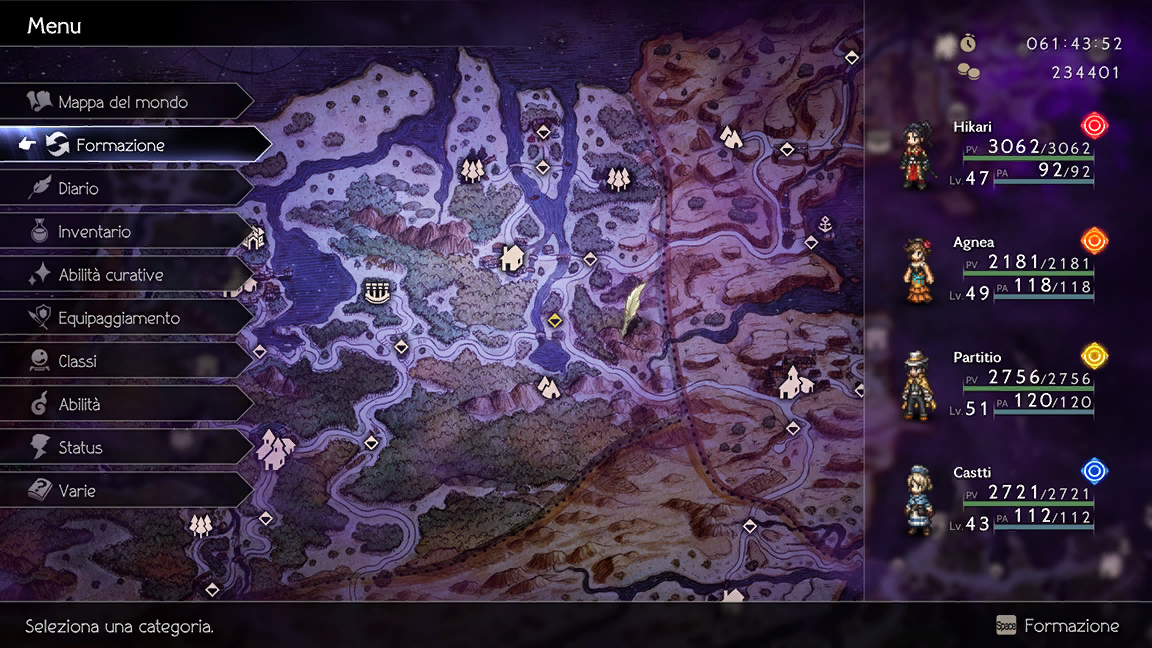 Menu
061:43:52
234401
Mappa del mondo
Formazione
Diario
Inventario
Abilità curative
Equipaggiamento
Classi
Abilità
Status
Varie
Hikari
PV 3062/3062
Lv. 47 PA 92/92
Agnea
PV 2181/2181
Lv. 49 PA 118/118
Partitio
PV 2756/2756
Lv. 51 PA 120/120
Castti
PV 2721/2721
Lv. 43 PA 112/112
Seleziona una categoria.
Space Formazione